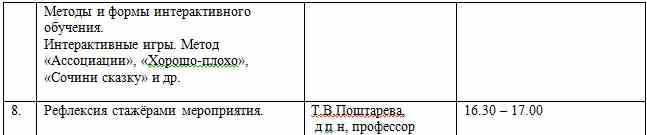 Методы и формы интерактивного
обучения.
Интерактивные игры. Метод
«Ассоциации», «Хорошо-плохо»,
«Сочини сказку» и др.
8. Рефлексия стажёрами мероприятия. Т.В.Поштарева, 16.30 – 17.00
д п н, профессор